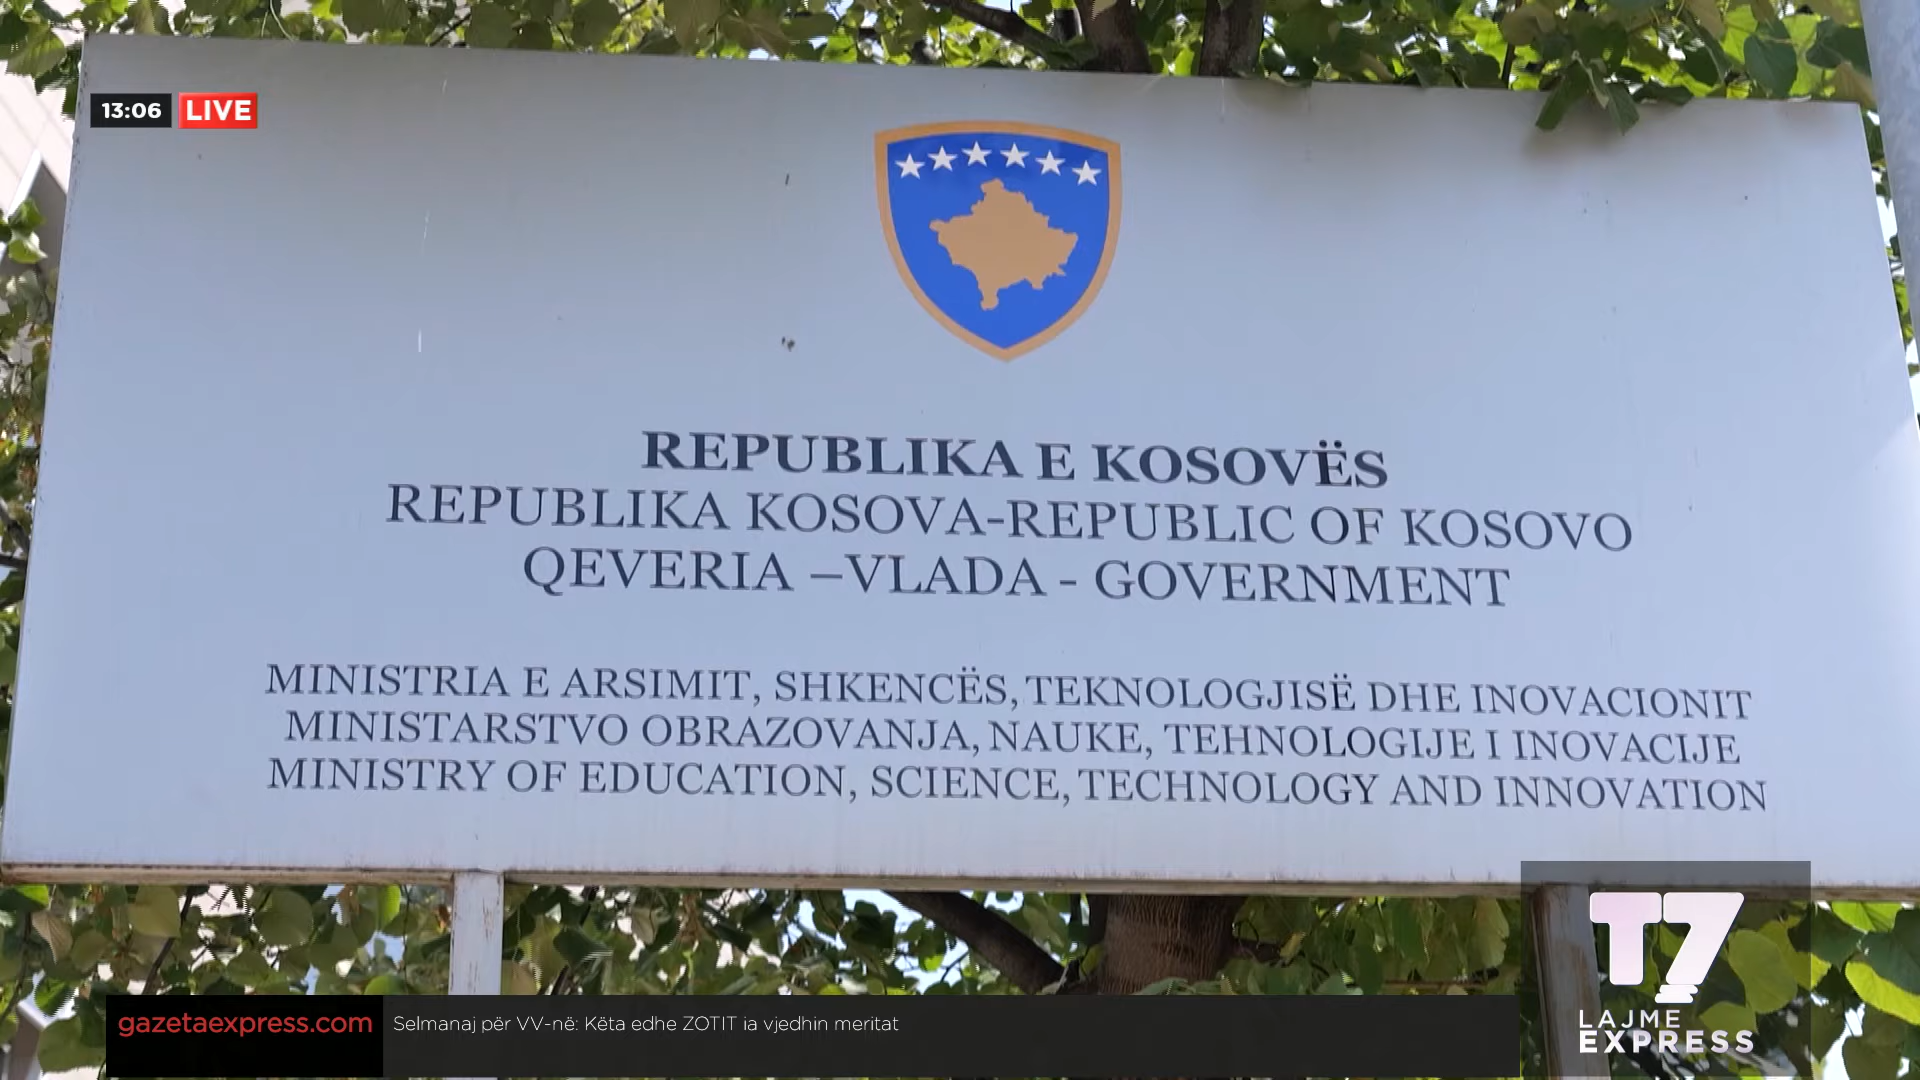 13:06 LIVE
REPUBLIKA E KOSOVËS
REPUBLIKA KOSOVA-REPUBLIC OF KOSOVO
QEVERIA –VLADA - GOVERNMENT
MINISTRIA E ARSIMIT, SHKENCËS, TEKNOLOGJISË DHE INOVACIONIT
MINISTARSTVO OBRAZOVANJA, NAUKE, TEHNOLOGIJE I INOVACIJE
MINISTRY OF EDUCATION, SCIENCE, TECHNOLOGY AND INNOVATION
T7
LAJME
EXPRESS
gazetaexpress.com Selmanaj për VV-në: Këta edhe ZOTIT ia vjedhin meritat